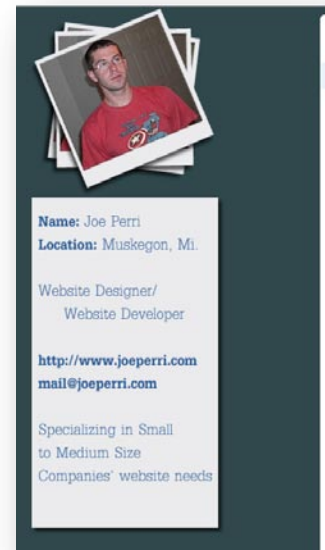 Name: Joe Perri
Location: Muskegon, Mi.
Website Designer/
Website Developer
http://www.joeperri.com
mail@joeperri.com
Specializing in Small
to Medium Size
Companies' website needs